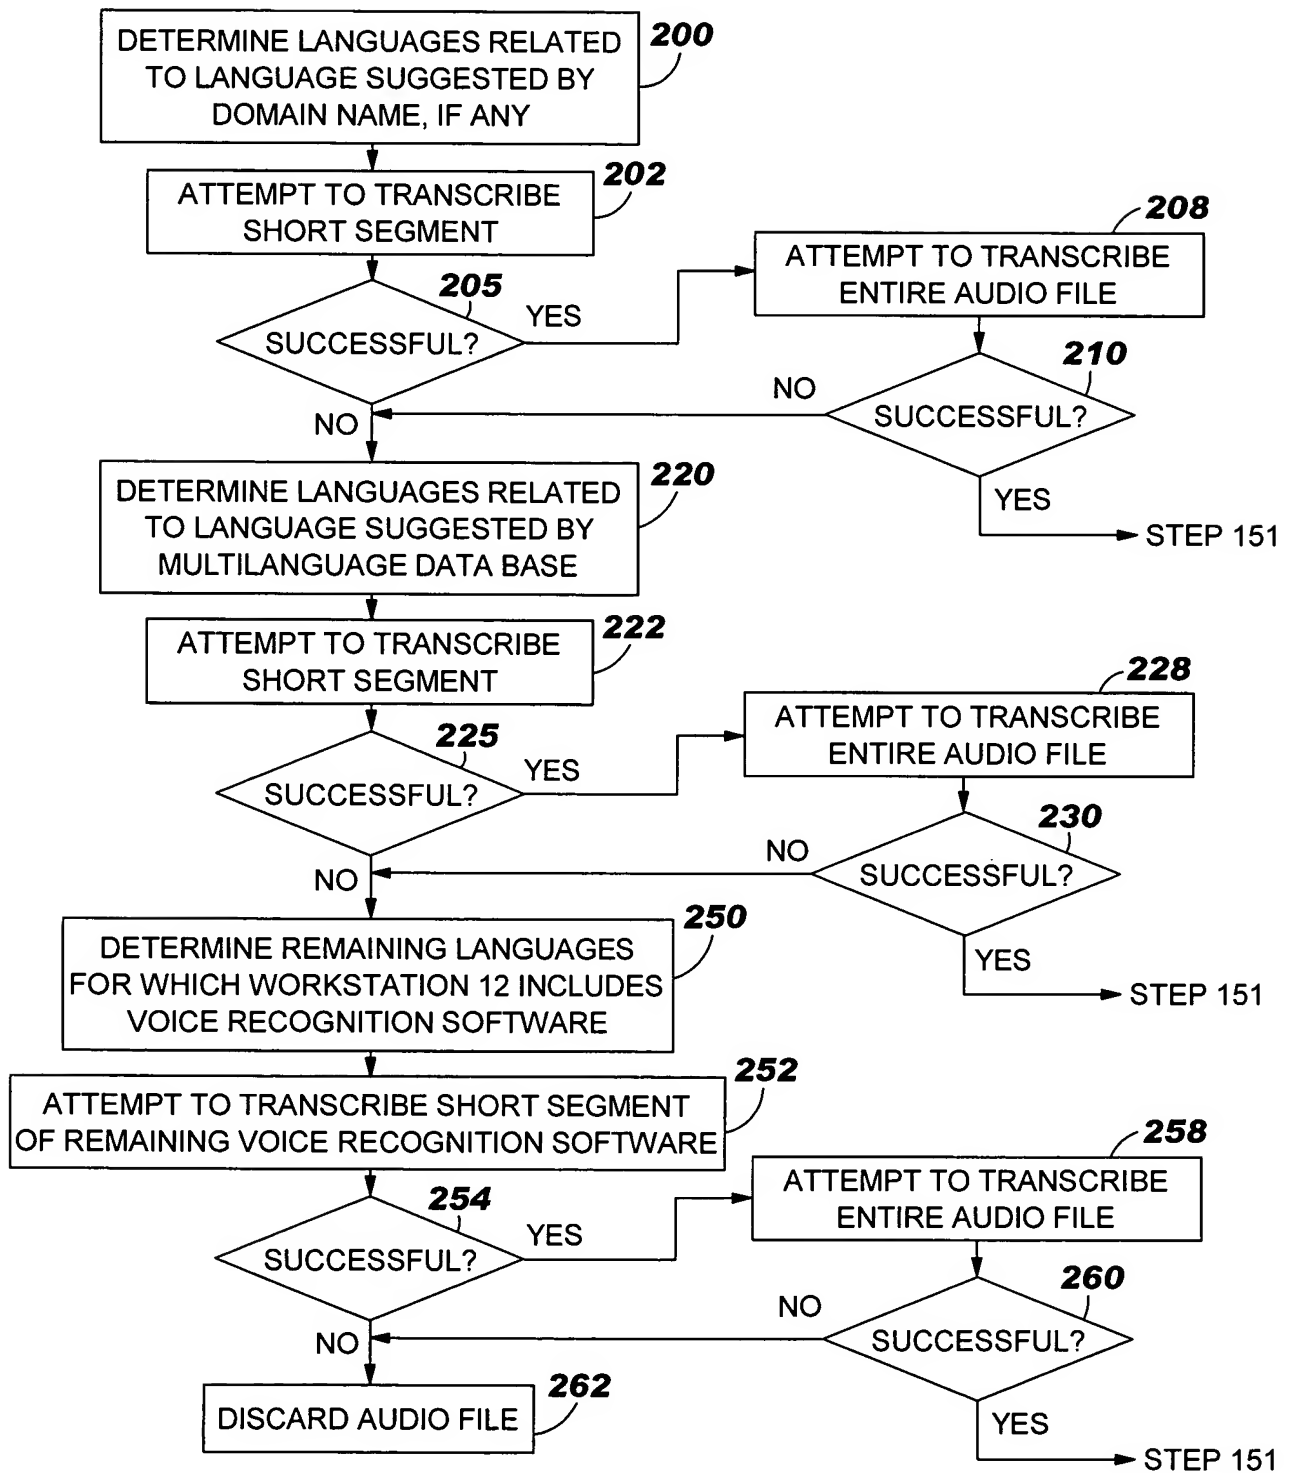 DETERMINE LANGUAGES RELATED
TO LANGUAGE SUGGESTED BY
DOMAIN NAME, IF ANY
200
ATTEMPT TO TRANSCRIBE
SHORT SEGMENT
202
SUCCESSFUL?
205
YES
ATTEMPT TO TRANSCRIBE
ENTIRE AUDIO FILE
208
SUCCESSFUL?
210
NO
YES
STEP 151
NO
DETERMINE LANGUAGES RELATED
TO LANGUAGE SUGGESTED BY
MULTILANGUAGE DATA BASE
220
ATTEMPT TO TRANSCRIBE
SHORT SEGMENT
222
SUCCESSFUL?
225
YES
ATTEMPT TO TRANSCRIBE
ENTIRE AUDIO FILE
228
SUCCESSFUL?
230
NO
YES
STEP 151
NO
DETERMINE REMAINING LANGUAGES
FOR WHICH WORKSTATION 12 INCLUDES
VOICE RECOGNITION SOFTWARE
250
ATTEMPT TO TRANSCRIBE SHORT SEGMENT
OF REMAINING VOICE RECOGNITION SOFTWARE
252
SUCCESSFUL?
254
YES
ATTEMPT TO TRANSCRIBE
ENTIRE AUDIO FILE
258
SUCCESSFUL?
260
NO
YES
STEP 151
NO
DISCARD AUDIO FILE
262